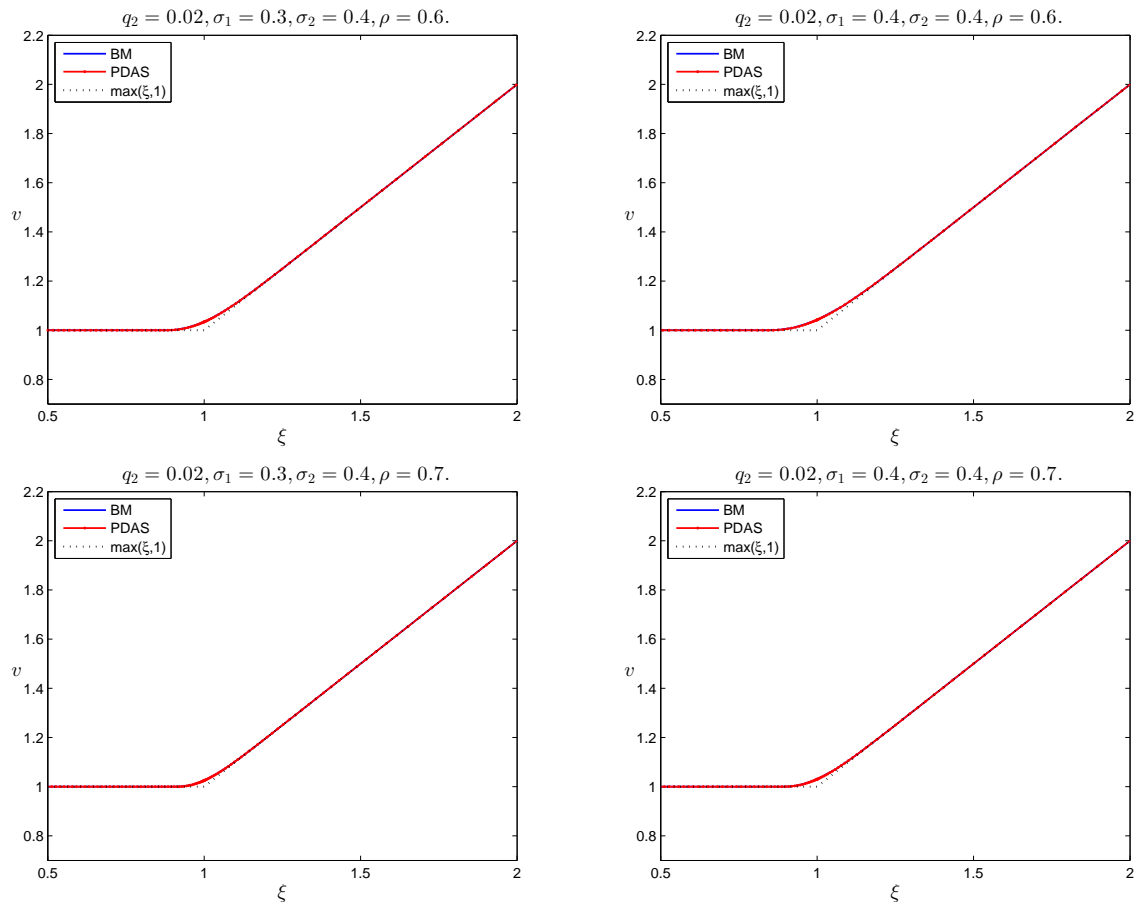 q₂ = 0.02, σ₁ = 0.3, σ₂ = 0.4, ρ = 0.6.
2.2
2
1.8
1.6
1.4
1.2
1
0.8
0.5
1
1.5
2
v
ξ
BM
PDAS
max(ξ,1)
q₂ = 0.02, σ₁ = 0.4, σ₂ = 0.4, ρ = 0.6.
2.2
2
1.8
1.6
1.4
1.2
1
0.8
0.5
1
1.5
2
v
ξ
BM
PDAS
max(ξ,1)
q₂ = 0.02, σ₁ = 0.3, σ₂ = 0.4, ρ = 0.7.
2.2
2
1.8
1.6
1.4
1.2
1
0.8
0.5
1
1.5
2
v
ξ
BM
PDAS
max(ξ,1)
q₂ = 0.02, σ₁ = 0.4, σ₂ = 0.4, ρ = 0.7.
2.2
2
1.8
1.6
1.4
1.2
1
0.8
0.5
1
1.5
2
v
ξ
BM
PDAS
max(ξ,1)